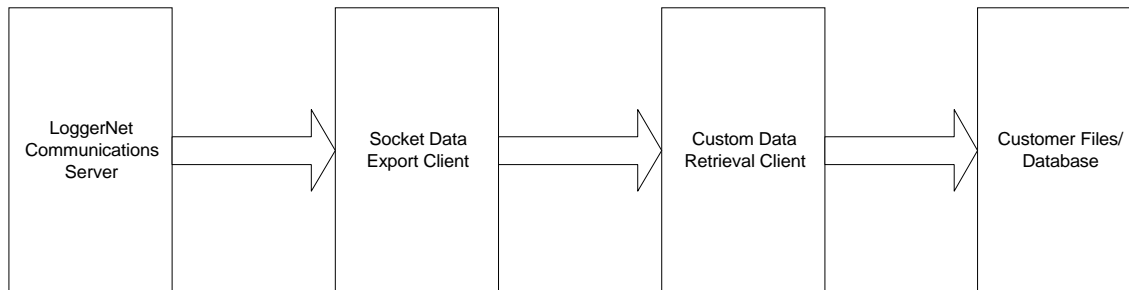 LoggerNet
Communications
Server
Socket Data
Export Client
Custom Data
Retrieval Client
Customer Files/
Database